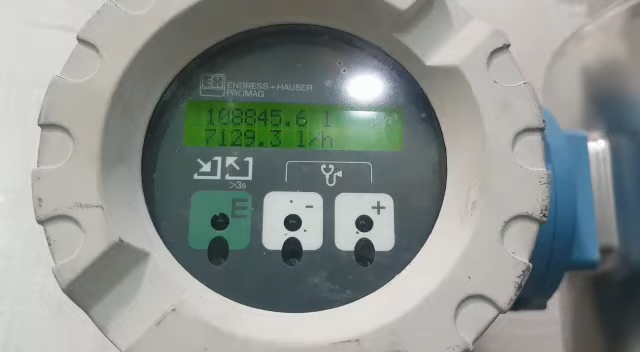 E+H
ENDRESS+HAUSER
PROMAG
108845.6 l
7129.3 l/h
>3s
E
-
+